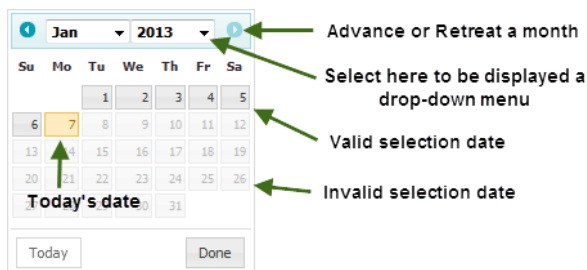 Jan 2013
Advance or Retreat a month
Su Mo Tu We Th Fr Sa
Select here to be displayed a
drop-down menu
1 2 3 4 5
6 7 8 9 10 11 12
Valid selection date
13 14 15 16 17 18 19
20 21 22 23 24 25 26
Invalid selection date
Today's date
27 30 31
Today Done